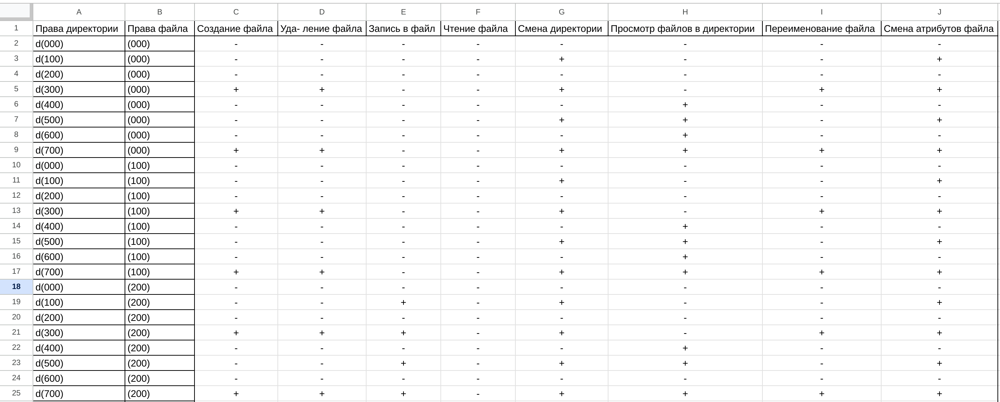 A B C D E F G H I J
1 Права директории Права файла Создание файла Уда- ление файла Запись в файл Чтение файла Смена директории Просмотр файлов в директории Переименование файла Смена атрибутов файла
2 d(000) (000) - - - - - - - -
3 d(100) (000) - - - - + - - +
4 d(200) (000) - - - - - - - -
5 d(300) (000) + + - - + - + +
6 d(400) (000) - - - - - + - -
7 d(500) (000) - - - - + + - +
8 d(600) (000) - - - - - + - -
9 d(700) (000) + + - - + + + +
10 d(000) (100) - - - - - - - -
11 d(100) (100) - - - - + - - +
12 d(200) (100) - - - - - - - -
13 d(300) (100) + + - - + - + +
14 d(400) (100) - - - - - + - -
15 d(500) (100) - - - - + + - +
16 d(600) (100) - - - - - + - -
17 d(700) (100) + + - - + + + +
18 d(000) (200) - - - - - - - -
19 d(100) (200) - - + - + - - +
20 d(200) (200) - - - - - - - -
21 d(300) (200) + + + - + - + +
22 d(400) (200) - - - - - + - -
23 d(500) (200) - - + - + + - +
24 d(600) (200) - - - - - - - -
25 d(700) (200) + + + - + + + +